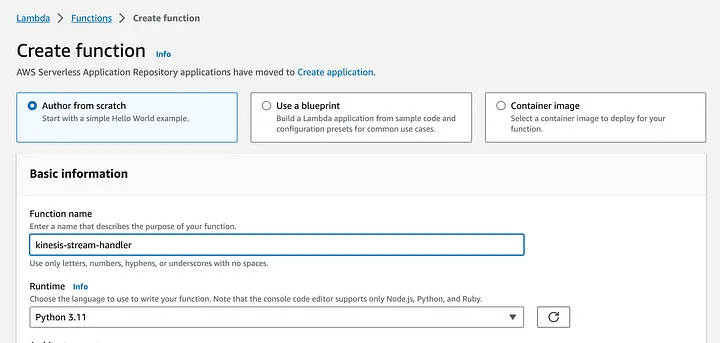 Lambda > Functions > Create function
Create function Info
AWS Serverless Application Repository applications have moved to Create application.
Author from scratch
Start with a simple Hello World example.
Use a blueprint
Build a Lambda application from sample code and
configuration presets for common use cases.
Container image
Select a container image to deploy for your
function.
Basic information
Function name
Enter a name that describes the purpose of your function.
kinesis-stream-handler
Use only letters, numbers, hyphens, or underscores with no spaces.
Runtime Info
Choose the language to use to write your function. Note that the console code editor supports only Node.js, Python, and Ruby.
Python 3.11